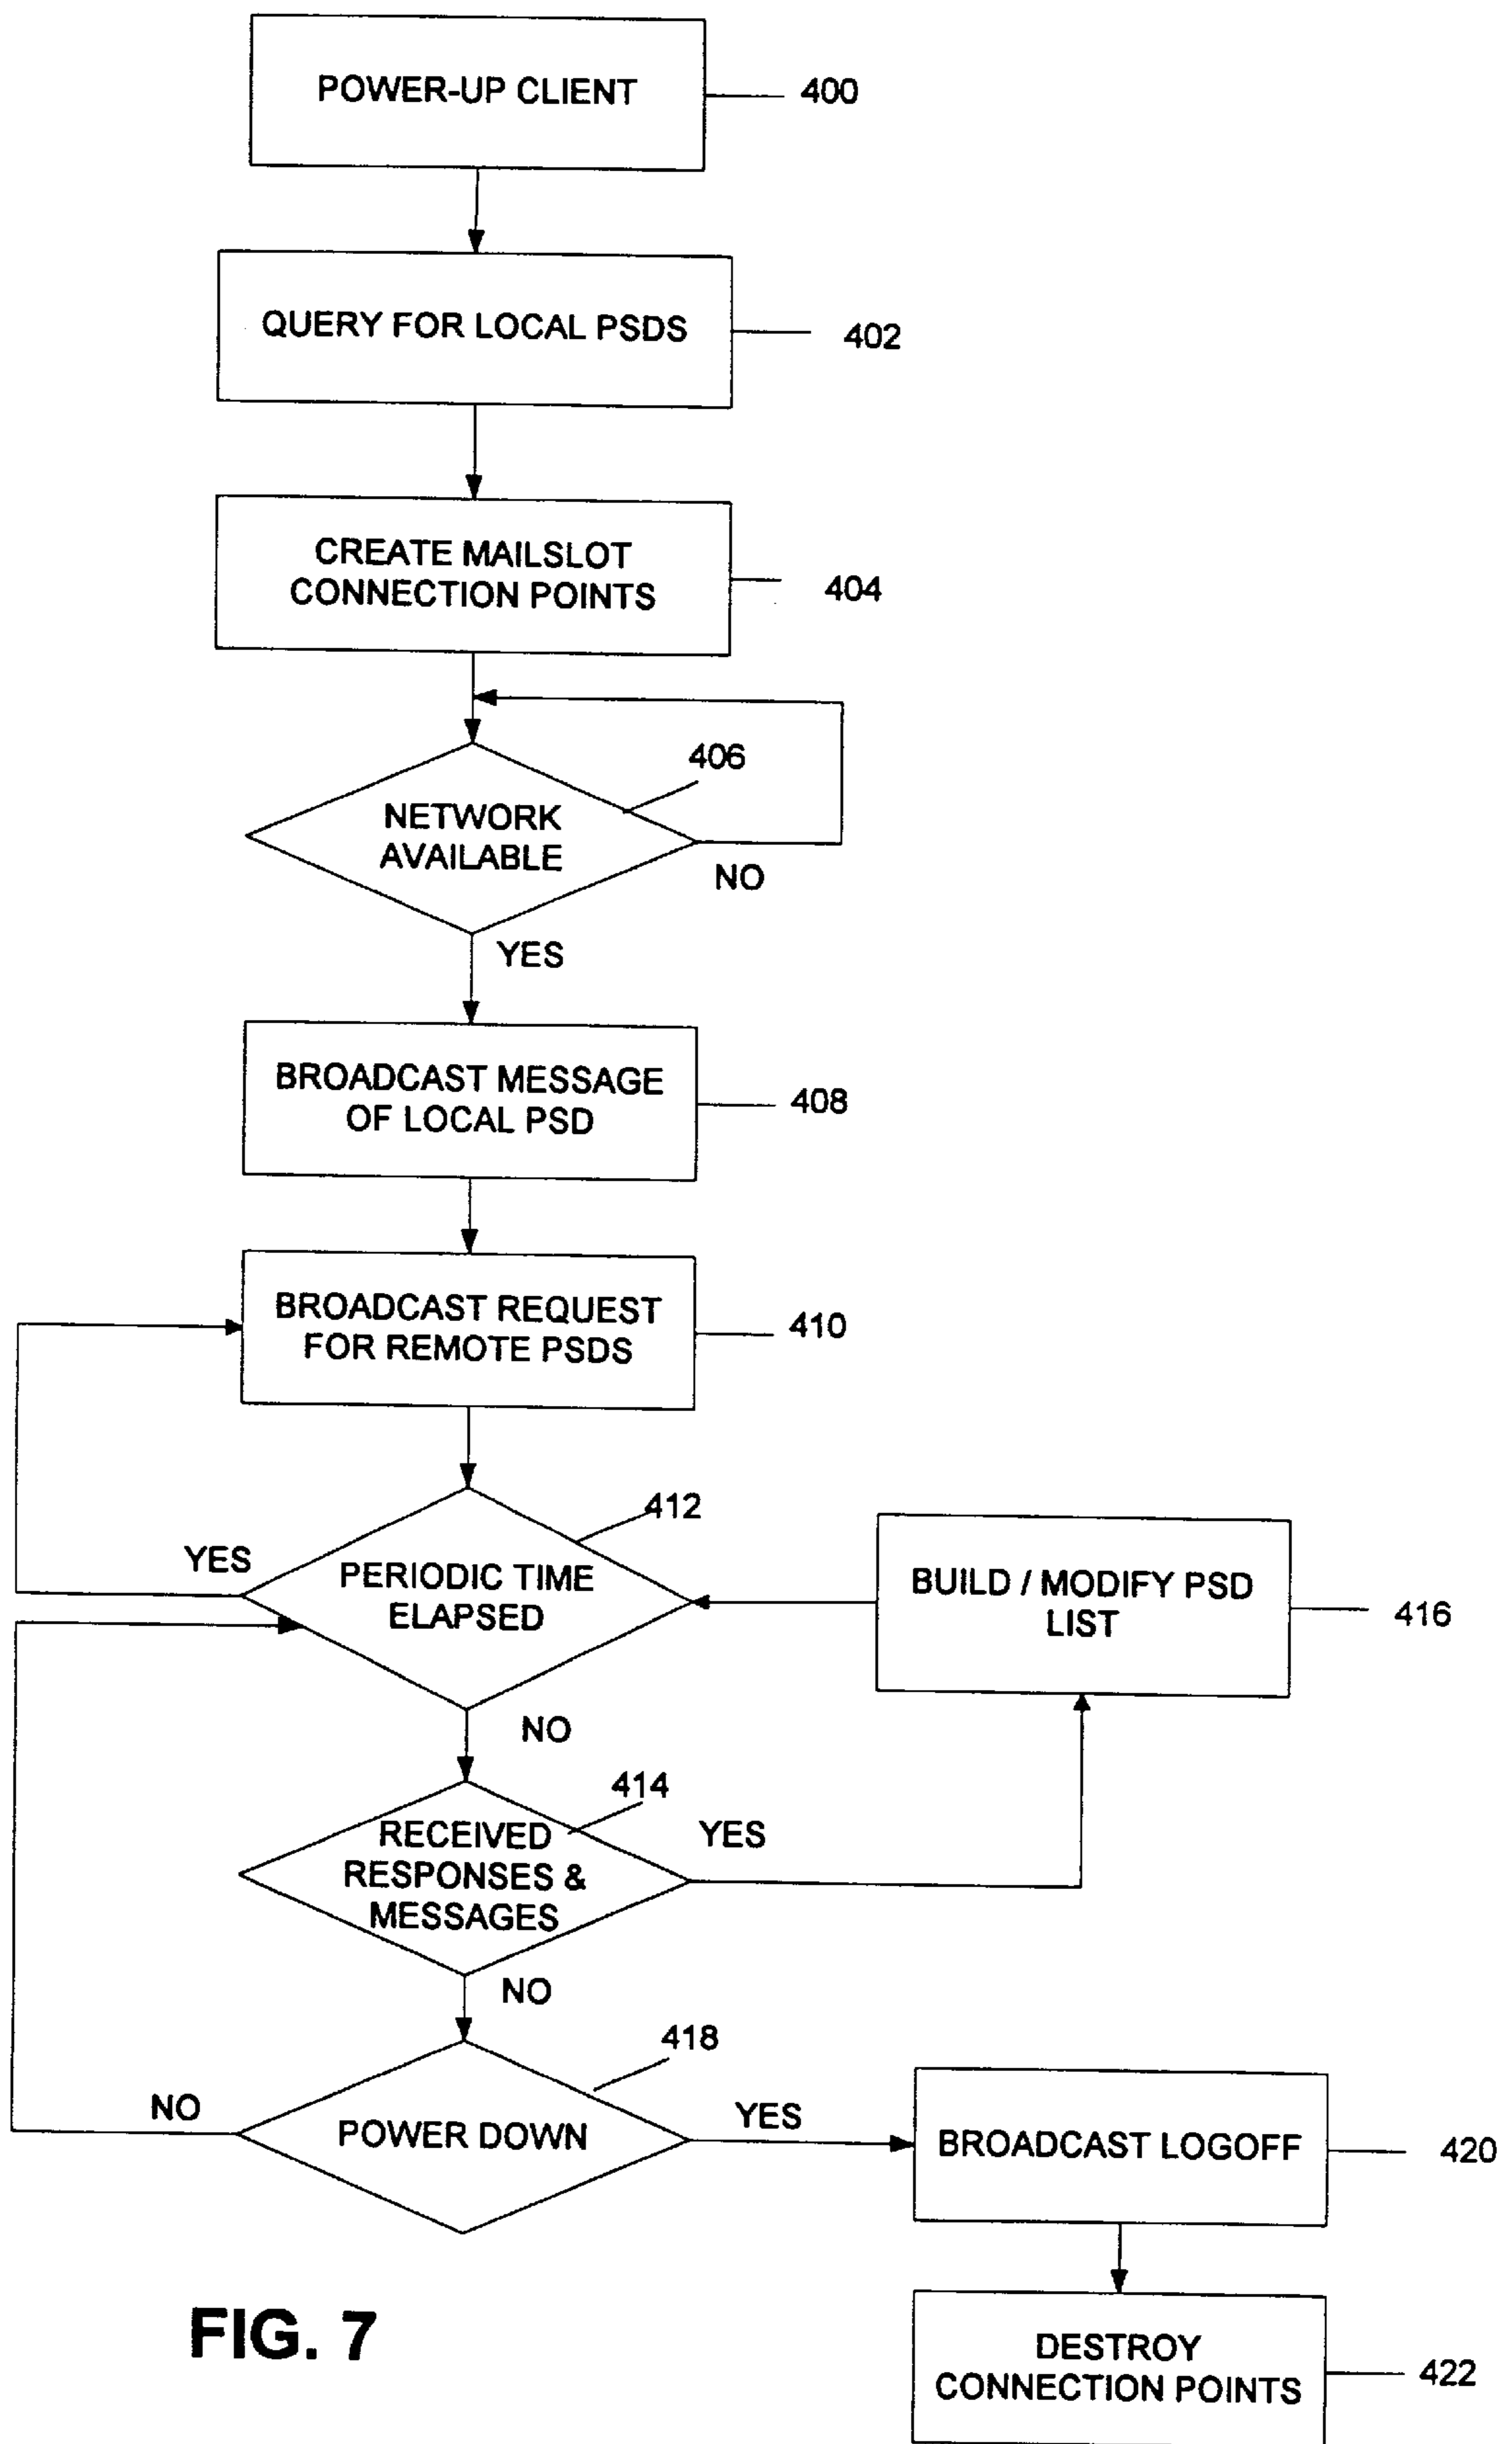 POWER-UP CLIENT
400
QUERY FOR LOCAL PSDS
402
CREATE MAILSLOT
CONNECTION POINTS
404
406
NETWORK
AVAILABLE
NO
YES
BROADCAST MESSAGE
OF LOCAL PSD
408
BROADCAST REQUEST
FOR REMOTE PSDS
410
412
YES
PERIODIC TIME
ELAPSED
BUILD / MODIFY PSD
LIST
416
NO
414
RECEIVED
RESPONSES &
MESSAGES
YES
NO
418
NO
POWER DOWN
YES
BROADCAST LOGOFF
420
FIG. 7
DESTROY
CONNECTION POINTS
422